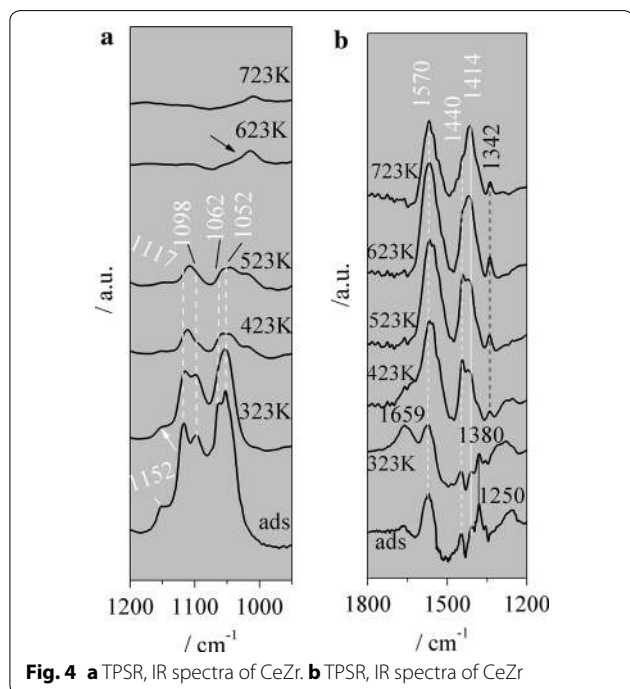 a
723K
623K
1117
1098
1062
1052
523K
423K
323K
1152
ads
/ a.u.
1200 1100 1000
/ cm-1
b
1570
1440
1414
1342
723K
623K
523K
423K
1659
1380
323K
1250
ads
/ a.u.
1800 1500 1200
/ cm-1
Fig. 4 a TPSR, IR spectra of CeZr. b TPSR, IR spectra of CeZr